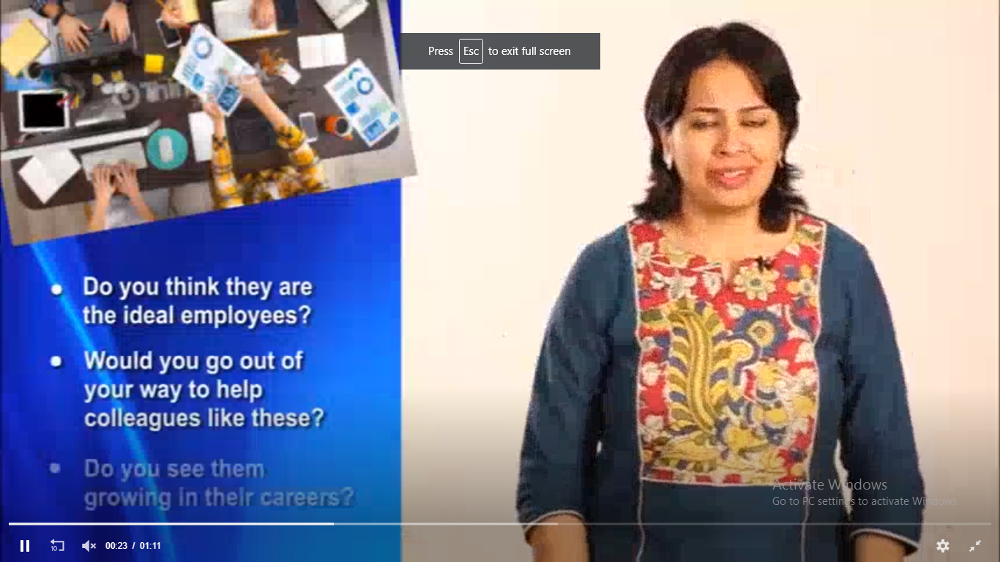 Press Esc to exit full screen
• Do you think they are
the ideal employees?
• Would you go out of
your way to help
colleagues like these?
• Do you see them
growing in their careers?
Activate Windows
Go to PC settings to activate Windows.
10
00:23 / 01:11